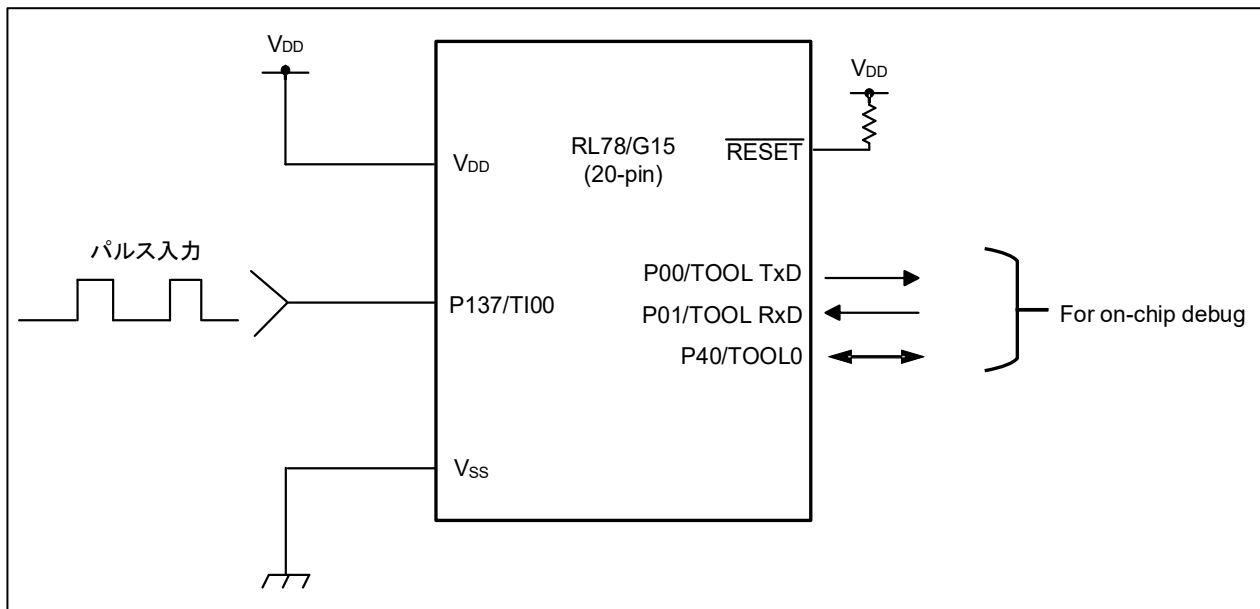 VDD
VDD
RL78/G15
(20-pin)
RESET
VDD
パルス入力
P137/TI00
P00/TOOL TxD
P01/TOOL RxD
P40/TOOL0
For on-chip debug
VSS